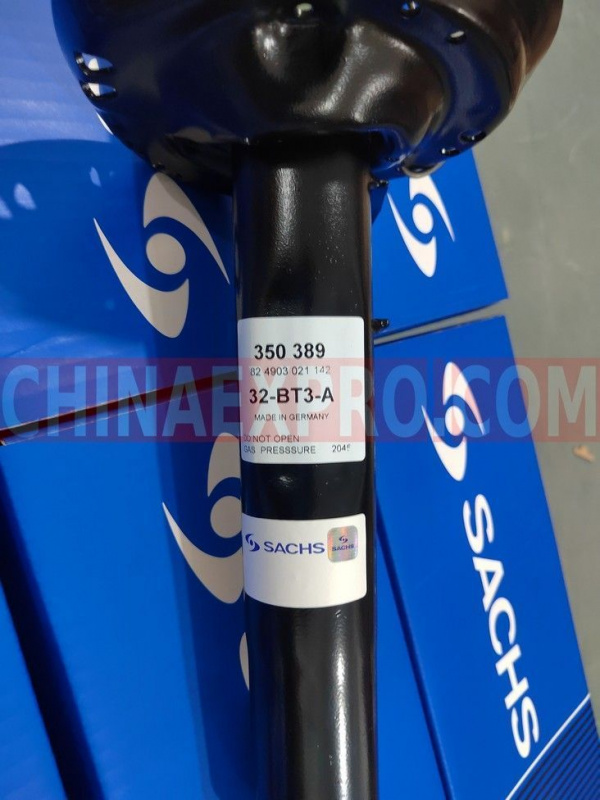 350 389
82 4903 021 142
CHINAEXPRO.COM
32-BT3-A
MADE IN GERMANY
DO NOT OPEN
GAS PRESSSURE
SACHS
SACHS
SACHS